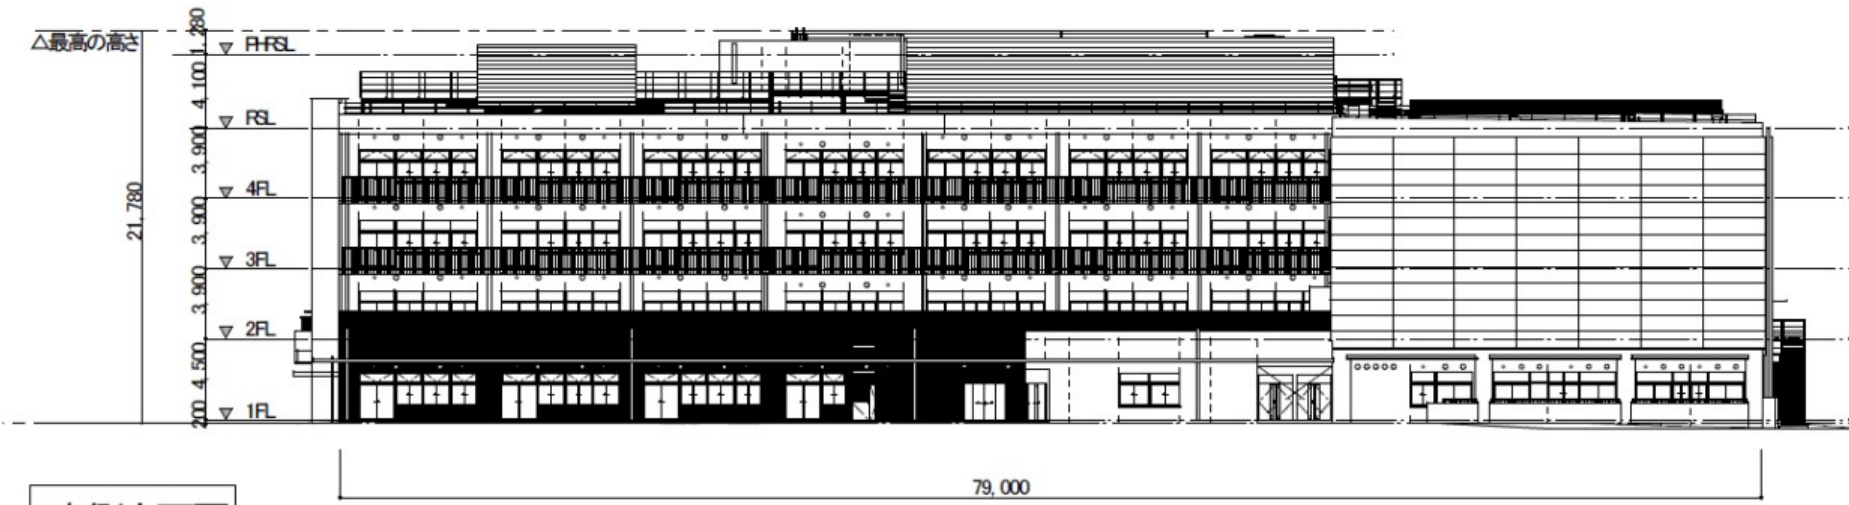 △最高の高さ
1,280
▽ PHRSL
4,100
▽ RSL
3,900
▽ 4FL
3,900
▽ 3FL
3,900
▽ 2FL
4,500
▽ 1FL
200
21,780
79,000